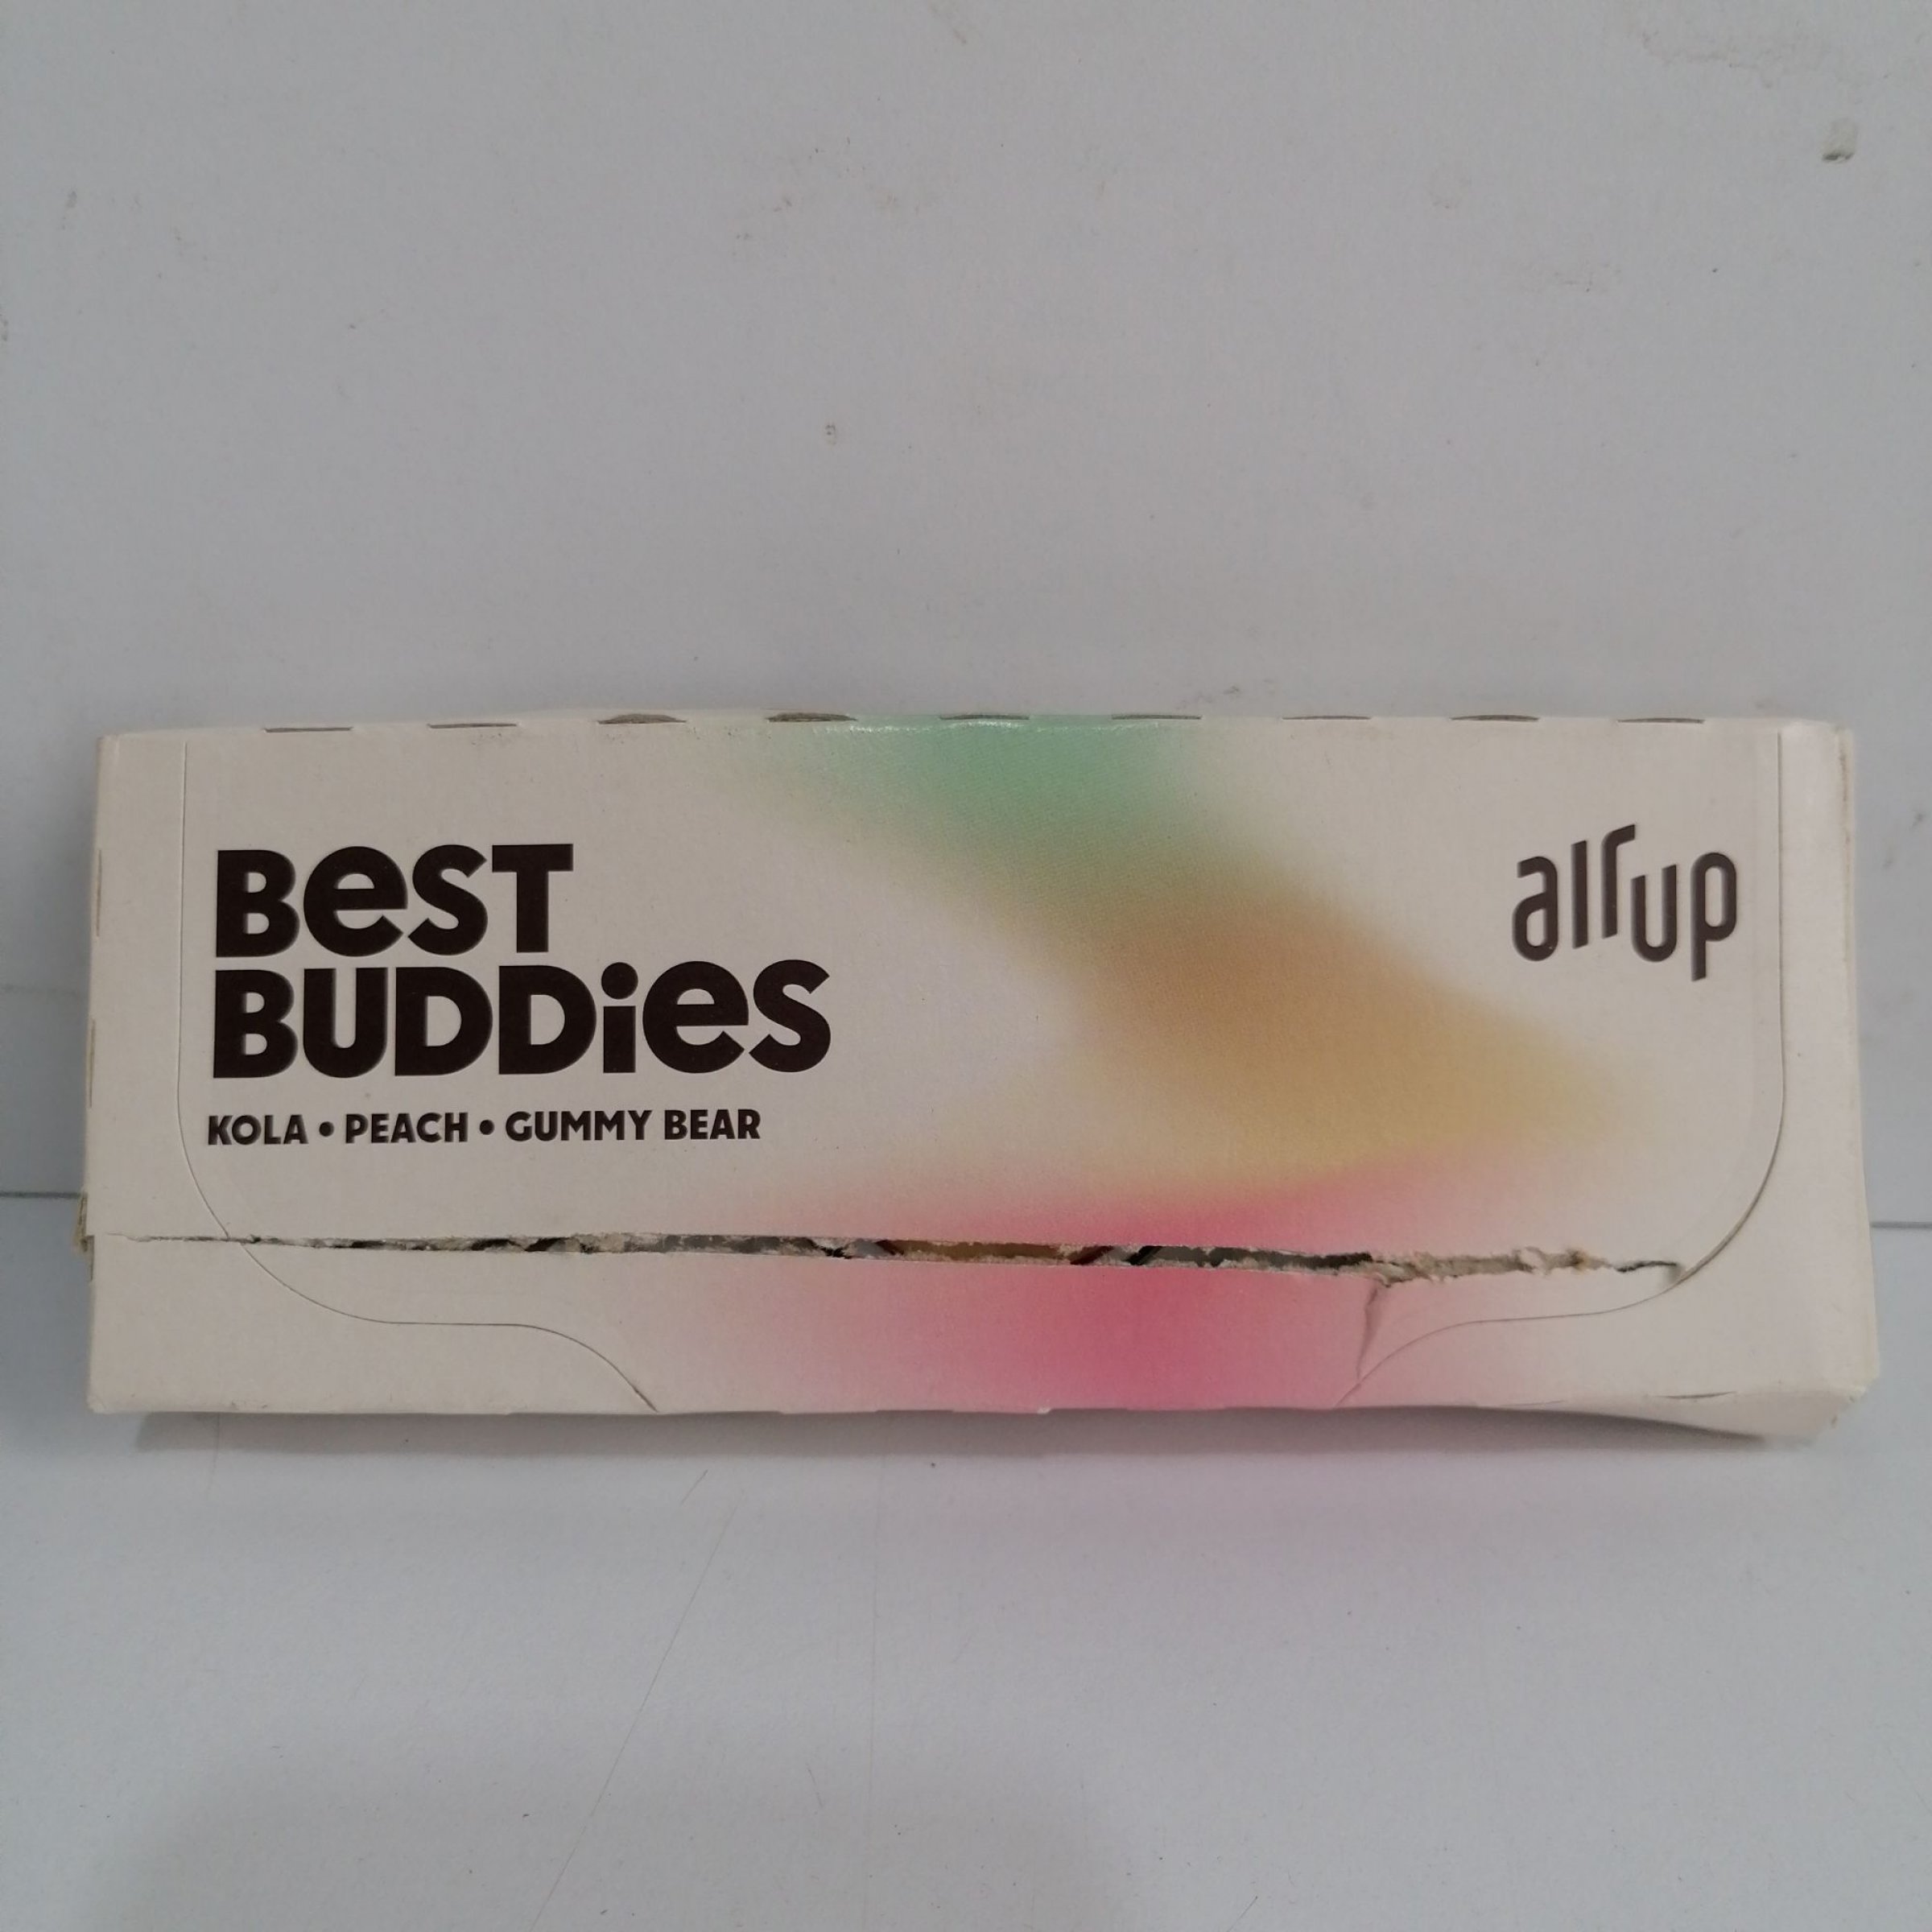 BeST
BUDDiES
KOLA • PEACH • GUMMY BEAR
air up